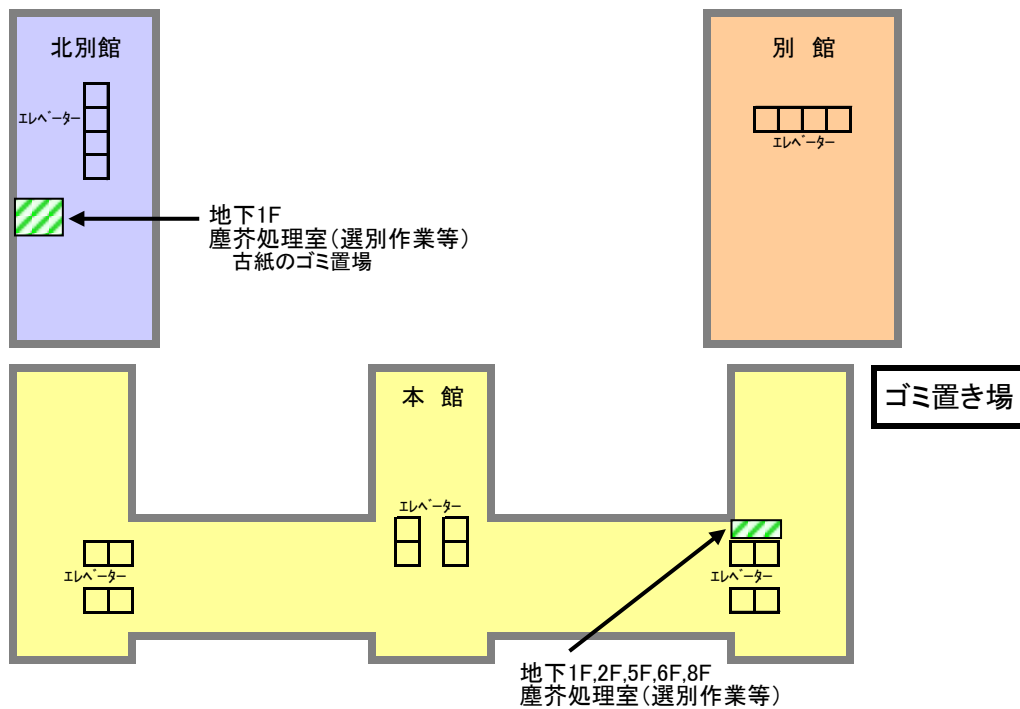 北別館
エレベーター
別 館
エレベーター
地下1F
塵芥処理室（選別作業等）
古紙のゴミ置場
本 館
ゴミ置き場
エレベーター
エレベーター
エレベーター
地下1F,2F,5F,6F,8F
塵芥処理室（選別作業等）